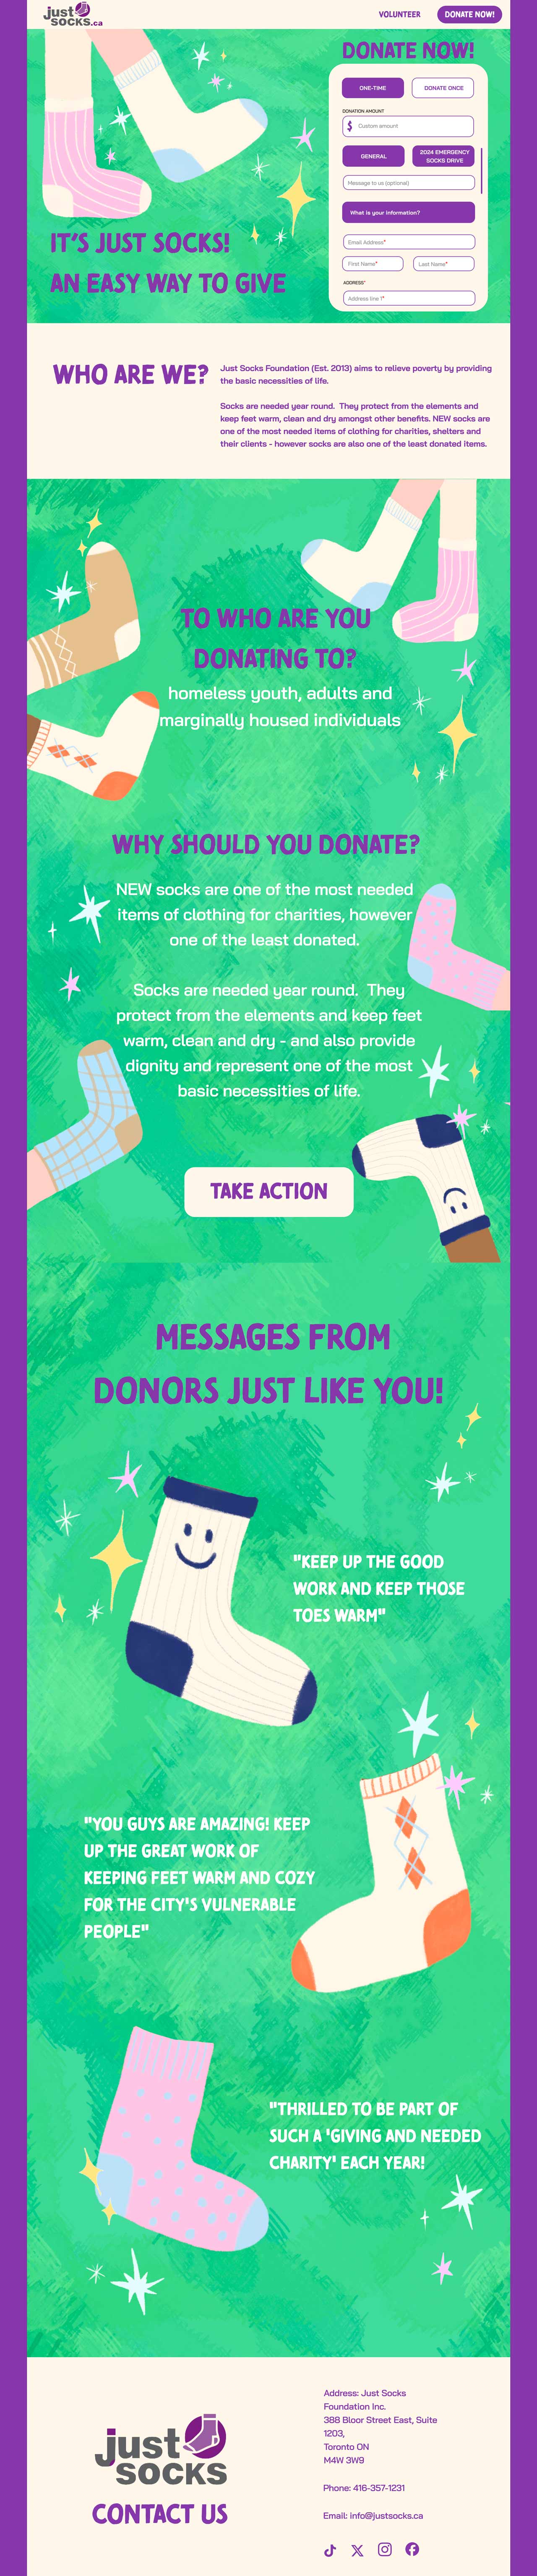 just
socks.ca
VOLUNTEER
DONATE NOW!
DONATE NOW!
ONE-TIME
DONATE ONCE
DONATION AMOUNT
$ Custom amount
GENERAL
2024 EMERGENCY
SOCKS DRIVE
Message to us (optional)
What is your information?
Email Address*
First Name*
Last Name*
ADDRESS*
Address line 1*
IT'S JUST SOCKS!
AN EASY WAY TO GIVE
WHO ARE WE?
Just Socks Foundation (Est. 2013) aims to relieve poverty by providing
the basic necessities of life.
Socks are needed year round. They protect from the elements and
keep feet warm, clean and dry amongst other benefits. NEW socks are
one of the most needed items of clothing for charities, shelters and
their clients - however socks are also one of the least donated items.
TO WHO ARE YOU
DONATING TO?
homeless youth, adults and
marginally housed individuals
WHY SHOULD YOU DONATE?
NEW socks are one of the most needed
items of clothing for charities, however
one of the least donated.
Socks are needed year round. They
protect from the elements and keep feet
warm, clean and dry - and also provide
dignity and represent one of the most
basic necessities of life.
TAKE ACTION
MESSAGES FROM
DONORS JUST LIKE YOU!
"KEEP UP THE GOOD
WORK AND KEEP THOSE
TOES WARM"
"YOU GUYS ARE AMAZING! KEEP
UP THE GREAT WORK OF
KEEPING FEET WARM AND COZY
FOR THE CITY'S VULNERABLE
PEOPLE"
"THRILLED TO BE PART OF
SUCH A 'GIVING AND NEEDED
CHARITY' EACH YEAR!
just
socks
CONTACT US
Address: Just Socks
Foundation Inc.
388 Bloor Street East, Suite
1203,
Toronto ON
M4W 3W9
Phone: 416-357-1231
Email: info@justsocks.ca